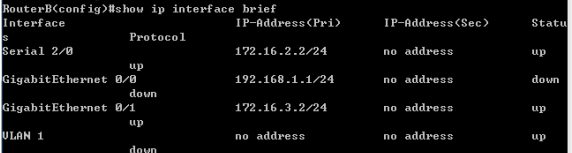 RouterB(config)#show ip interface brief
Interface IP-Address(Pri) IP-Address(Sec) Statu
s Protocol
Serial 2/0 172.16.2.2/24 no address up
up
GigabitEthernet 0/0 192.168.1.1/24 no address down
down
GigabitEthernet 0/1 172.16.3.2/24 no address up
up
VLAN 1 no address no address up
down